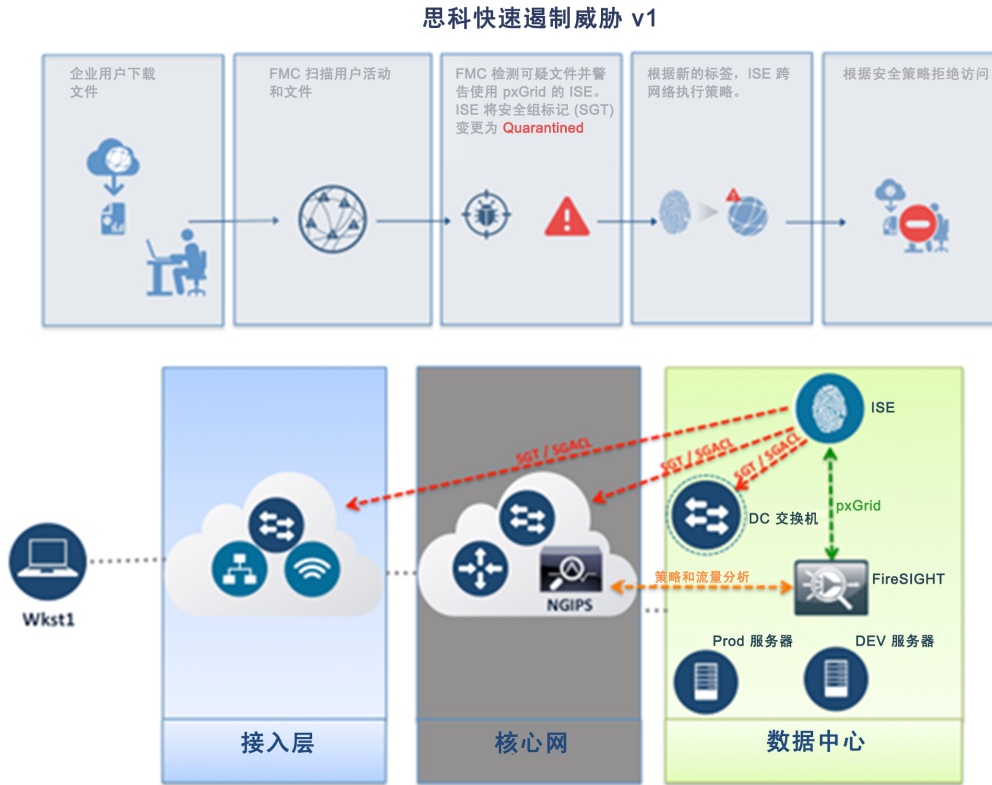 思科快速遏制威胁 v1
企业用户下载
文件
FMC 扫描用户活动
和文件
FMC 检测可疑文件并警
告使用 pxGrid 的 ISE。
ISE 将安全组标记 (SGT)
变更为 Quarantined
根据新的标签，ISE 跨
网络执行策略。
根据安全策略拒绝访问
ISE
SGT / SGACL
SGT / SGACL
SGT / SGACL
DC 交换机
pxGrid
策略和流量分析
FireSIGHT
NGIPS
Wkst1
Prod 服务器
DEV 服务器
接入层
核心网
数据中心